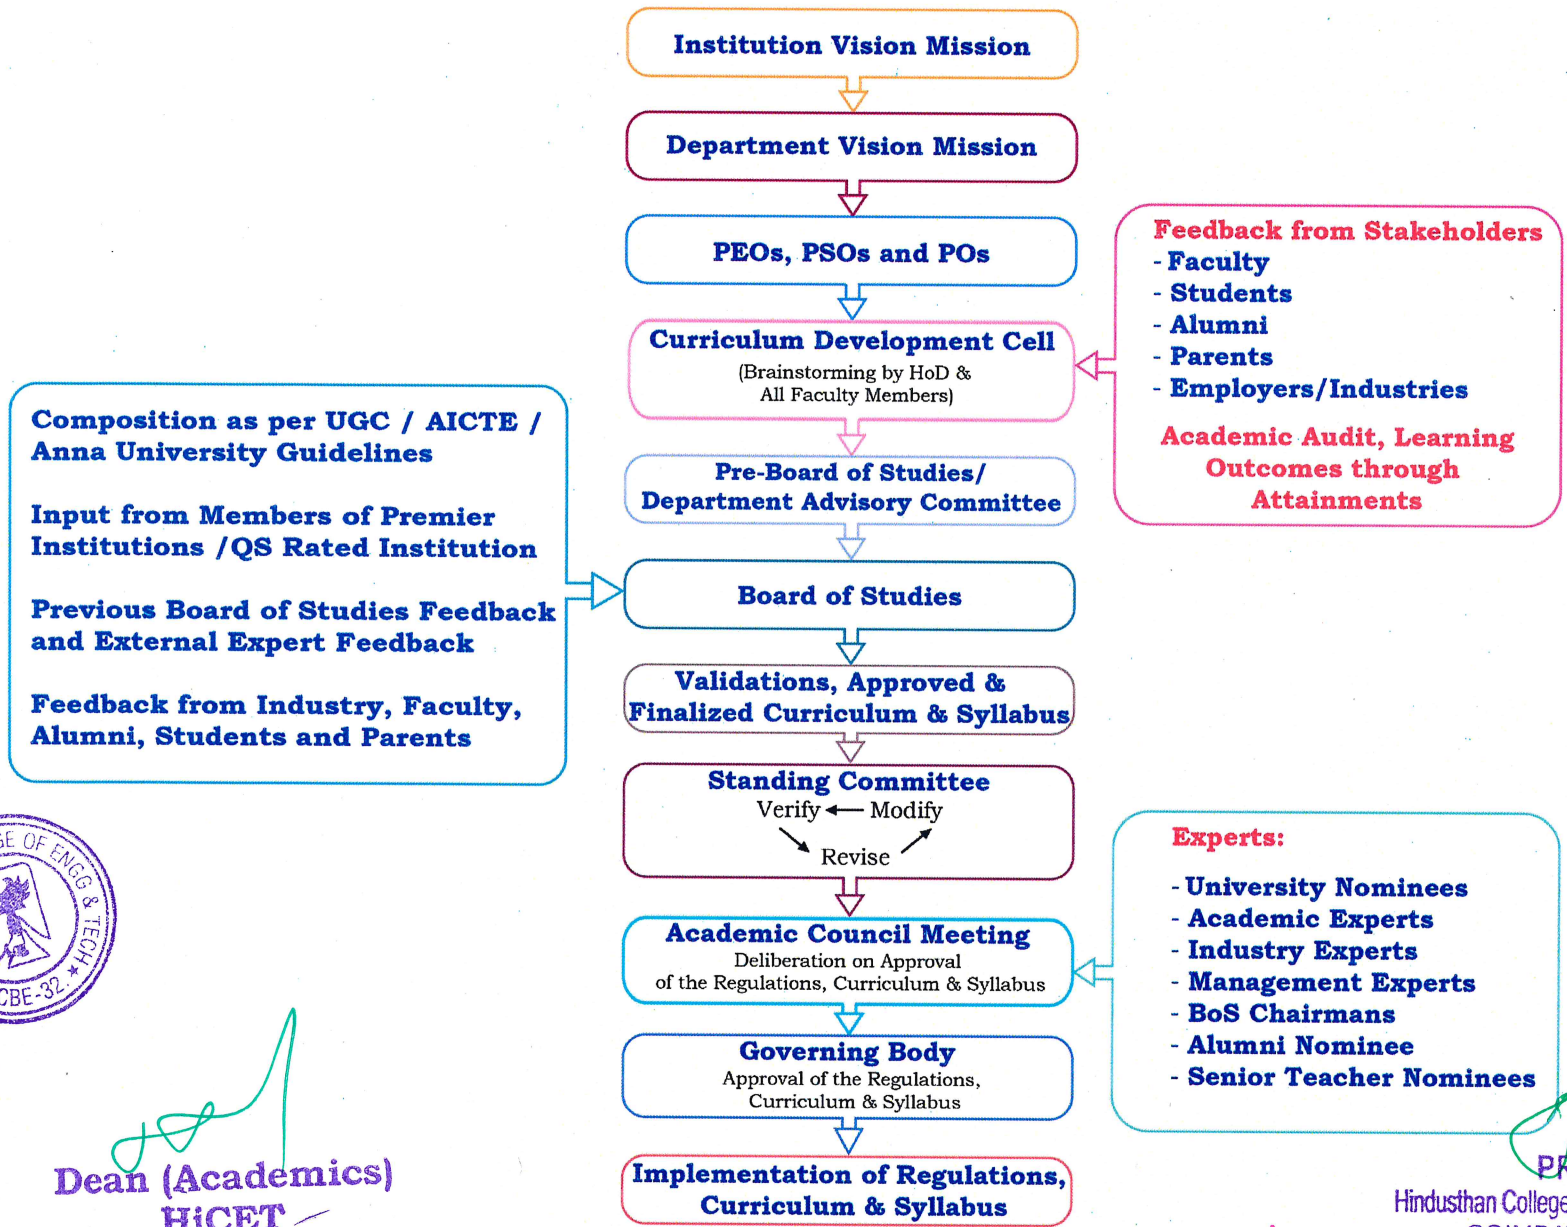 Institution Vision Mission
Department Vision Mission
PEOs, PSOs and POs
Curriculum Development Cell
(Brainstorming by HoD &
All Faculty Members)
Pre-Board of Studies/
Department Advisory Committee
Board of Studies
Validations, Approved &
Finalized Curriculum & Syllabus
Standing Committee
Verify Modify
Revise
Academic Council Meeting
Deliberation on Approval
of the Regulations, Curriculum & Syllabus
Governing Body
Approval of the Regulations,
Curriculum & Syllabus
Implementation of Regulations,
Curriculum & Syllabus
Feedback from Stakeholders
- Faculty
- Students
- Alumni
- Parents
- Employers/Industries
Academic Audit, Learning
Outcomes through
Attainments
Composition as per UGC / AICTE /
Anna University Guidelines
Input from Members of Premier
Institutions /QS Rated Institution
Previous Board of Studies Feedback
and External Expert Feedback
Feedback from Industry, Faculty,
Alumni, Students and Parents
Experts:
- University Nominees
- Academic Experts
- Industry Experts
- Management Experts
- BoS Chairmans
- Alumni Nominee
- Senior Teacher Nominees
OF ENGG & TECH
CBE-32.
Dean (Academics)
HiCET
Hindusthan College